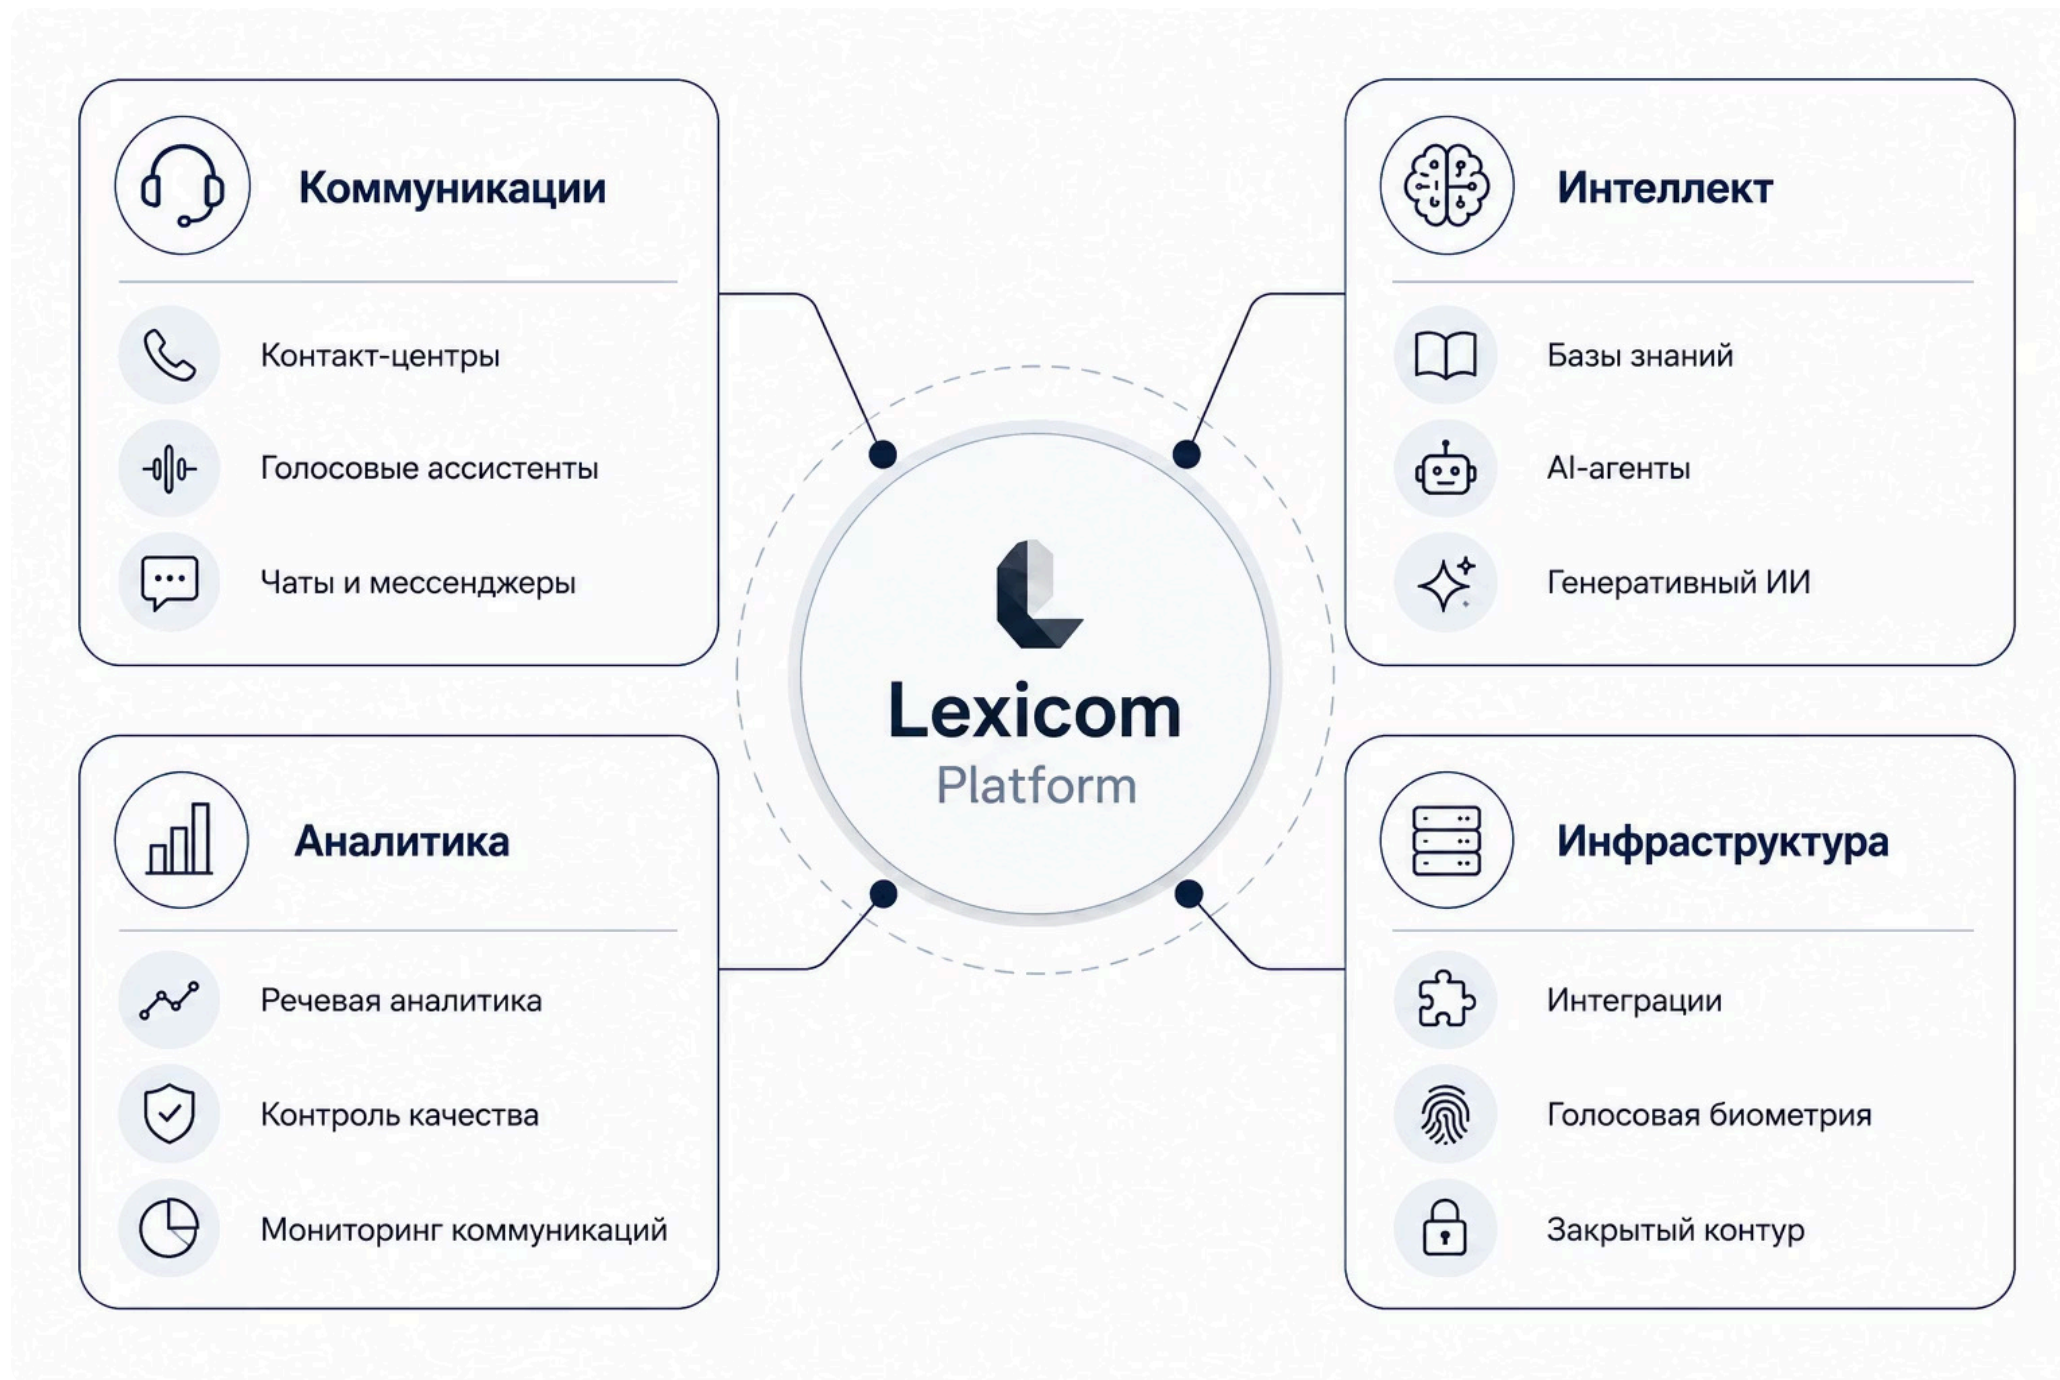 Коммуникации
Контакт-центры
Голосовые ассистенты
Чаты и мессенджеры
Интеллект
Базы знаний
AI-агенты
Генеративный ИИ
Lexicom
Platform
Аналитика
Речевая аналитика
Контроль качества
Мониторинг коммуникаций
Инфраструктура
Интеграции
Голосовая биометрия
Закрытый контур